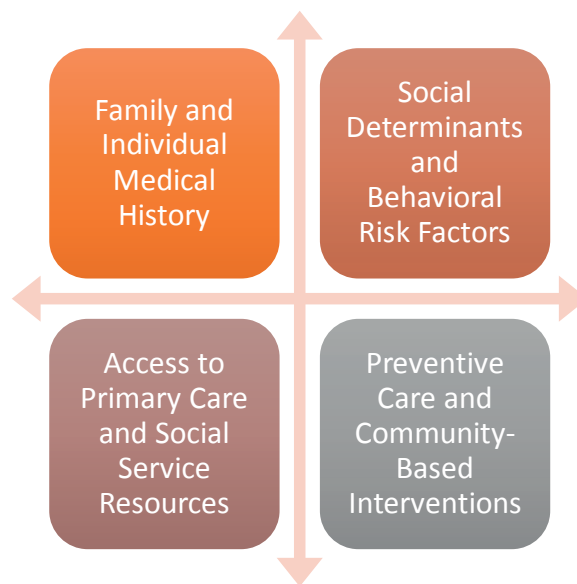 Family and
Individual
Medical
History
Social
Determinants
and
Behavioral
Risk Factors
Access to
Primary Care
and Social
Service
Resources
Preventive
Care and
Community-
Based
Interventions